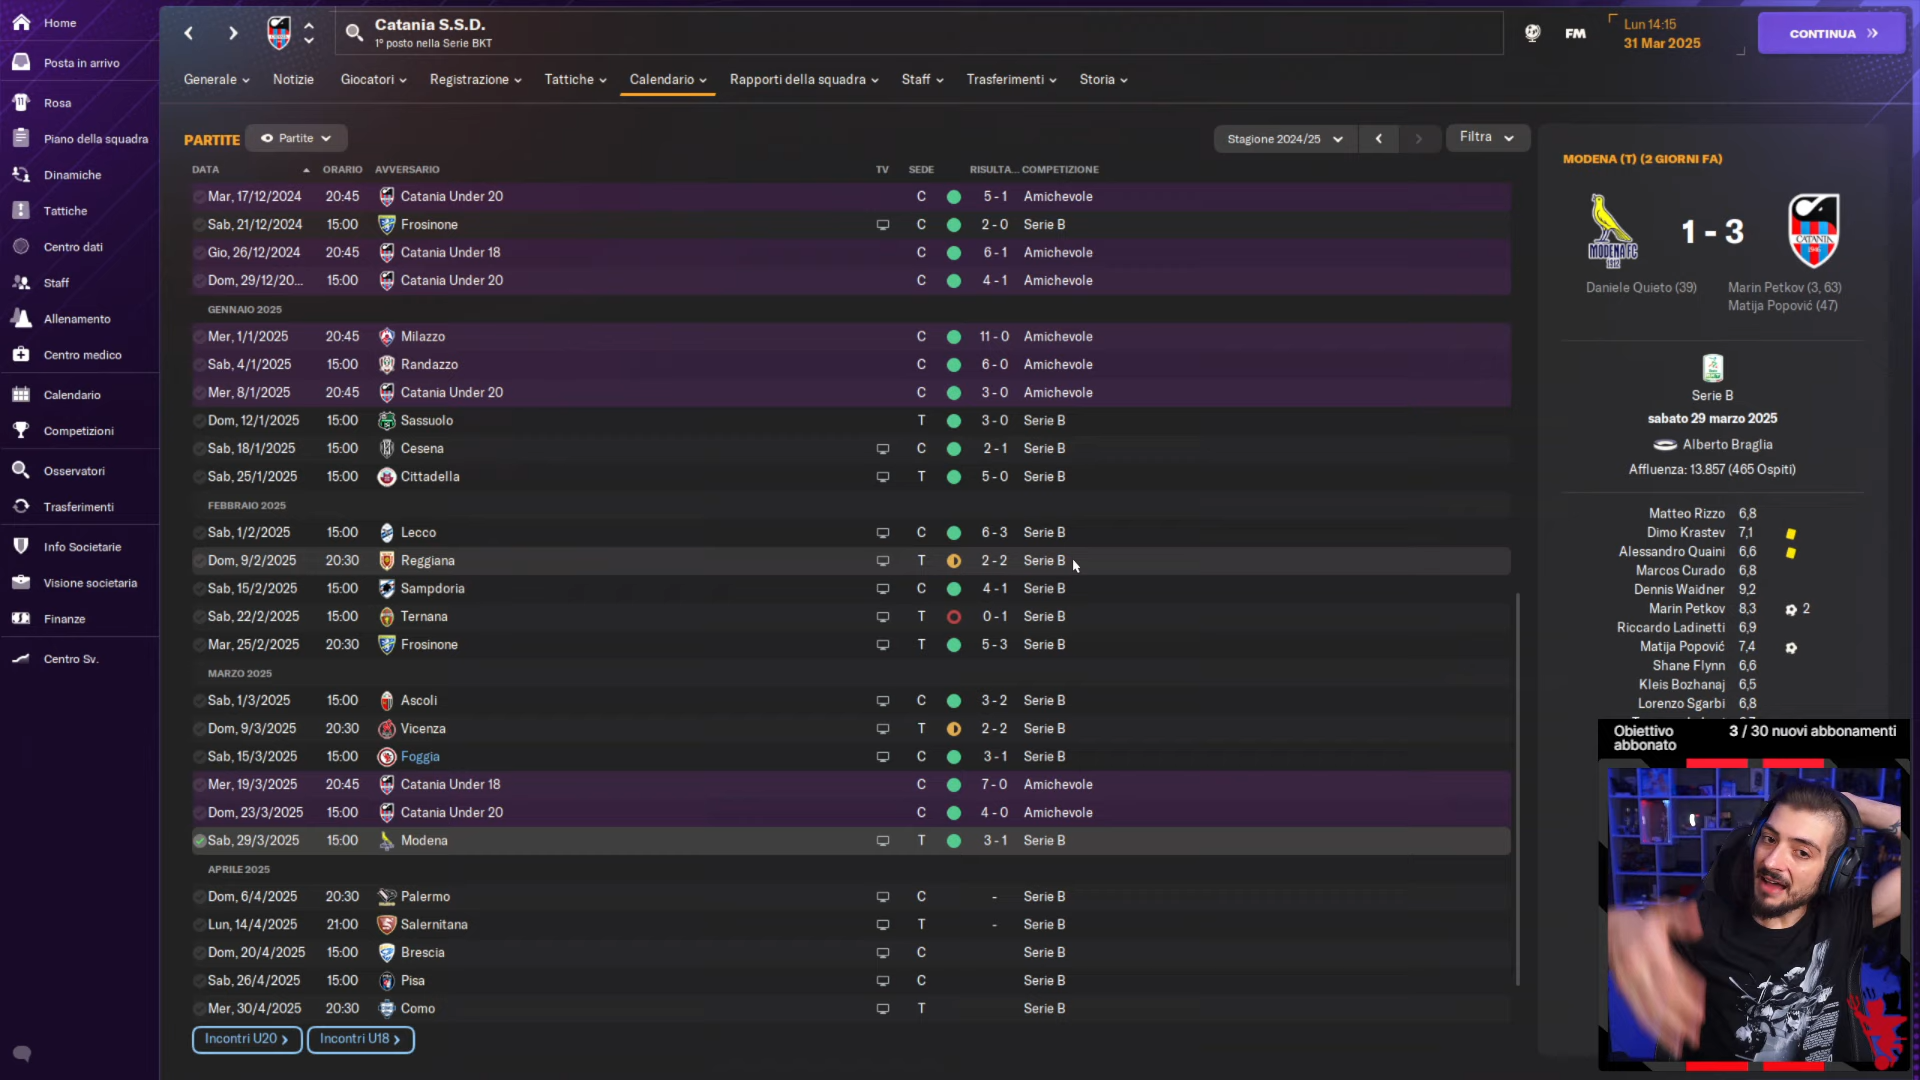 Home
Posta in arrivo
Rosa
Piano della squadra
Dinamiche
Tattiche
Centro dati
Staff
Allenamento
Centro medico
Calendario
Competizioni
Osservatori
Trasferimenti
Info Societarie
Visione societaria
Finanze
Centro Sv.
Catania S.S.D.
1º posto nella Serie BKT
FM
Lun 14:15
31 Mar 2025
CONTINUA
Generale Notizie Giocatori Registrazione Tattiche Calendario Rapporti della squadra Staff Trasferimenti Storia
PARTITE Partite Stagione 2024/25 Filtra
DATA ORARIO AVVERSARIO TV SEDE RISULTA... COMPETIZIONE
Mar, 17/12/2024 20:45 Catania Under 20 C 5 - 1 Amichevole
Sab, 21/12/2024 15:00 Frosinone C 2 - 0 Serie B
Gio, 26/12/2024 20:45 Catania Under 18 C 6 - 1 Amichevole
Dom, 29/12/20... 15:00 Catania Under 20 C 4 - 1 Amichevole
GENNAIO 2025
Mer, 1/1/2025 20:45 Milazzo C 11 - 0 Amichevole
Sab, 4/1/2025 15:00 Randazzo C 6 - 0 Amichevole
Mer, 8/1/2025 20:45 Catania Under 20 C 3 - 0 Amichevole
Dom, 12/1/2025 15:00 Sassuolo T 3 - 0 Serie B
Sab, 18/1/2025 15:00 Cesena C 2 - 1 Serie B
Sab, 25/1/2025 15:00 Cittadella T 5 - 0 Serie B
FEBBRAIO 2025
Sab, 1/2/2025 15:00 Lecco C 6 - 3 Serie B
Dom, 9/2/2025 20:30 Reggiana T 2 - 2 Serie B
Sab, 15/2/2025 15:00 Sampdoria C 4 - 1 Serie B
Sab, 22/2/2025 15:00 Ternana T 0 - 1 Serie B
Mar, 25/2/2025 20:30 Frosinone T 5 - 3 Serie B
MARZO 2025
Sab, 1/3/2025 15:00 Ascoli C 3 - 2 Serie B
Dom, 9/3/2025 20:30 Vicenza T 2 - 2 Serie B
Sab, 15/3/2025 15:00 Foggia C 3 - 1 Serie B
Mer, 19/3/2025 20:45 Catania Under 18 C 7 - 0 Amichevole
Dom, 23/3/2025 15:00 Catania Under 20 C 4 - 0 Amichevole
Sab, 29/3/2025 15:00 Modena T 3 - 1 Serie B
APRILE 2025
Dom, 6/4/2025 20:30 Palermo C - Serie B
Lun, 14/4/2025 21:00 Salernitana T - Serie B
Dom, 20/4/2025 15:00 Brescia C Serie B
Sab, 26/4/2025 15:00 Pisa C Serie B
Mer, 30/4/2025 20:30 Como T Serie B
Incontri U20 Incontri U18
MODENA (T) (2 GIORNI FA)
MODENA FC
1912
1 - 3
CATANIA
1946
Daniele Quieto (39) Marin Petkov (3, 63)
Matija Popović (47)
Serie B
sabato 29 marzo 2025
Alberto Braglia
Affluenza: 13.857 (465 Ospiti)
Matteo Rizzo 6,8
Dimo Krastev 7,1
Alessandro Quaini 6,6
Marcos Curado 6,8
Dennis Waidner 9,2
Marin Petkov 8,3 2
Riccardo Ladinetti 6,9
Matija Popović 7,4
Shane Flynn 6,6
Kleis Bozhanaj 6,5
Lorenzo Sgarbi 6,8
Obiettivo abbonato 3 / 30 nuovi abbonamenti